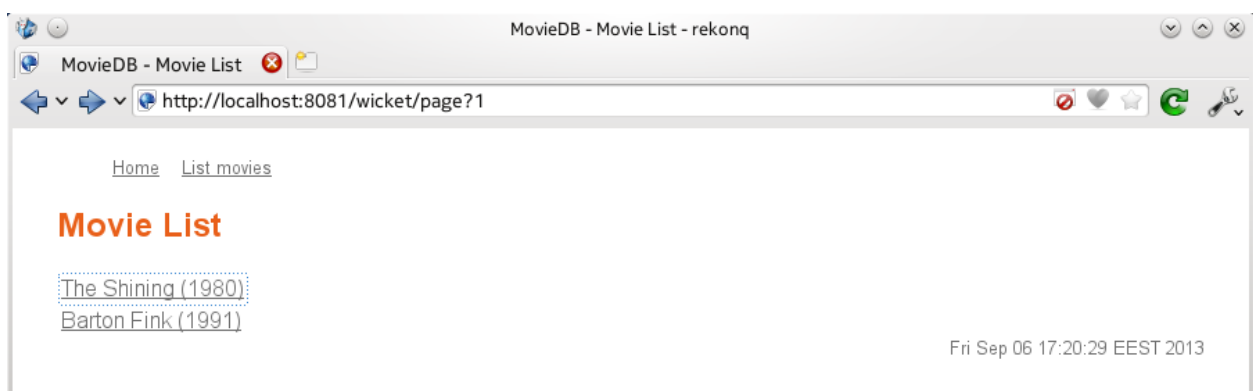 MovieDB - Movie List - rekonq
MovieDB - Movie List
http://localhost:8081/wicket/page?1
Home List movies
Movie List
The Shining (1980)
Barton Fink (1991)
Fri Sep 06 17:20:29 EEST 2013